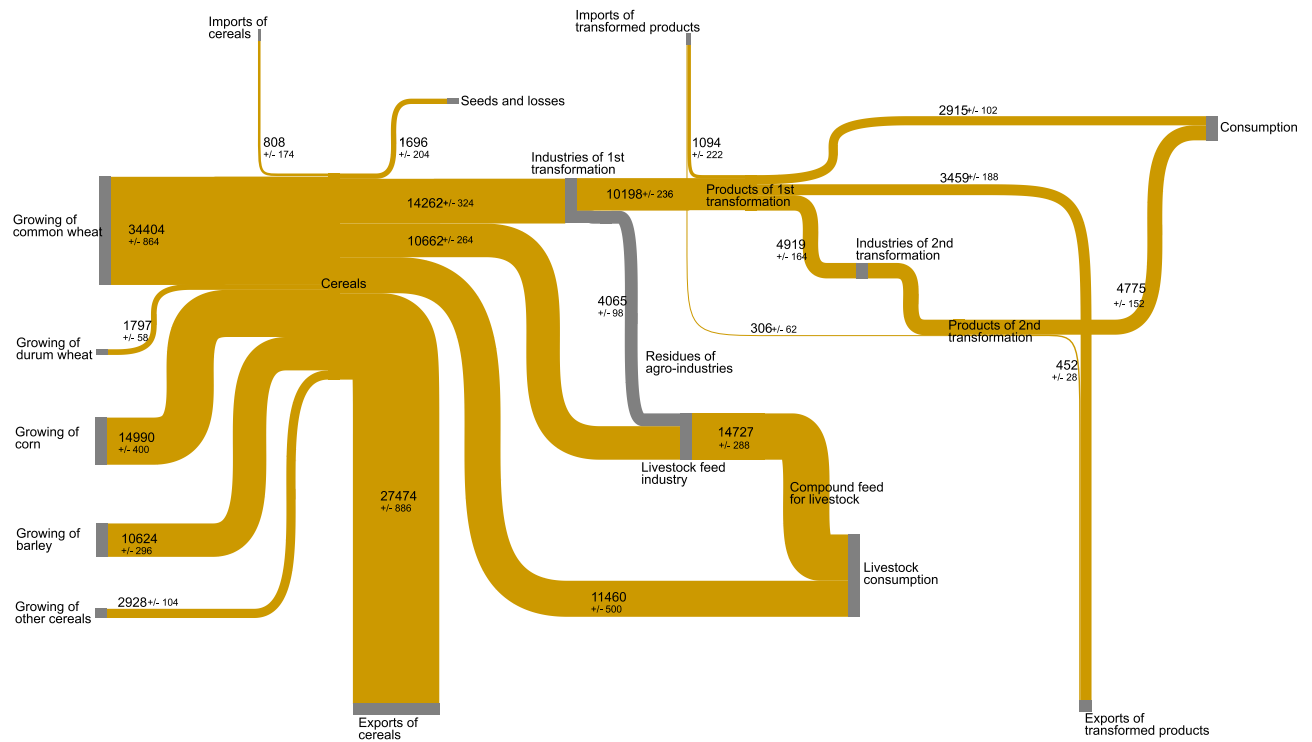 Imports of
cereals
Imports of
transformed products
Seeds and losses
808
+/- 174
1696
+/- 204
1094
+/- 222
2915+/- 102
Consumption
Industries of 1st
transformation
Growing of
common wheat
34404
+/- 864
14262+/- 324
10198+/- 236
Products of 1st
transformation
3459+/- 188
10662+/- 264
4919
+/- 164
Industries of 2nd
transformation
Cereals
4065
+/- 98
4775
+/- 152
1797
+/- 58
Growing of
durum wheat
306+/- 62
Products of 2nd
transformation
Residues of
agro-industries
452
+/- 28
Growing of
corn
14990
+/- 400
14727
+/- 288
Livestock feed
industry
27474
+/- 886
Compound feed
for livestock
Growing of
barley
10624
+/- 296
Livestock
consumption
Growing of
other cereals
2928+/- 104
11460
+/- 500
Exports of
cereals
Exports of
transformed products